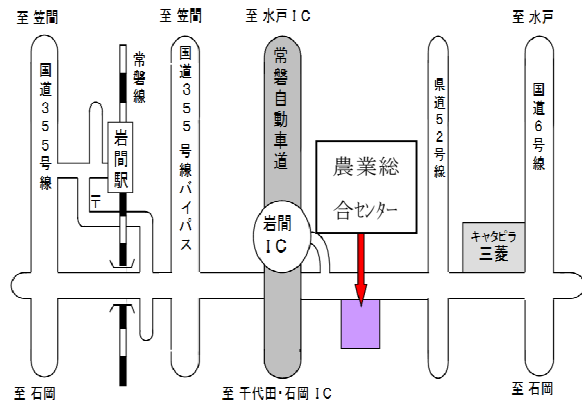 至 笠間
至 笠間
至 水戸 IC
至 水戸
国道355号線
常磐線
国道355号線バイパス
常磐自動車道
県道52号線
国道6号線
岩間駅
〒
農業総
合センター
岩間
IC
キャタピラ
三菱
至 石岡
至 石岡
至 千代田・石岡 IC
至 石岡